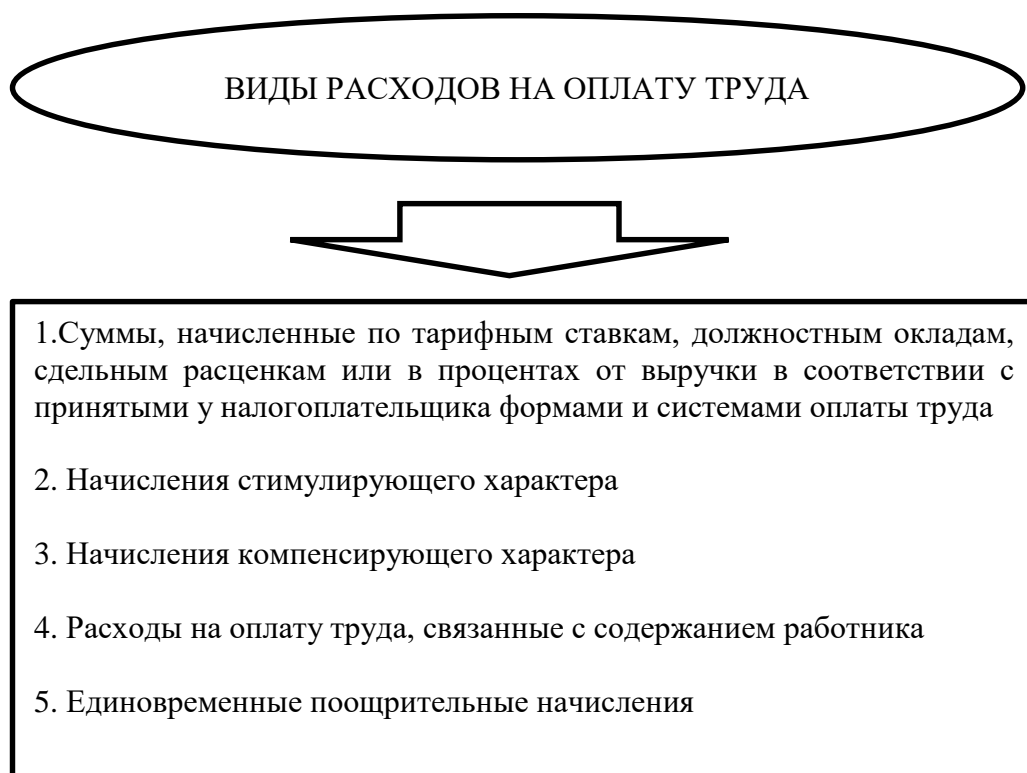 ВИДЫ РАСХОДОВ НА ОПЛАТУ ТРУДА
1.Суммы, начисленные по тарифным ставкам, должностным окладам,
сдельным расценкам или в процентах от выручки в соответствии с
принятыми у налогоплательщика формами и системами оплаты труда
2. Начисления стимулирующего характера
3. Начисления компенсирующего характера
4. Расходы на оплату труда, связанные с содержанием работника
5. Единовременные поощрительные начисления